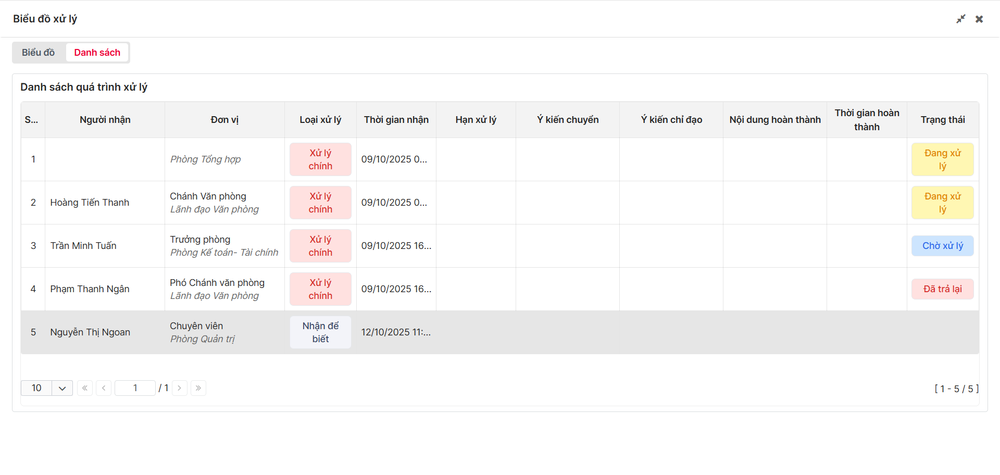 Biểu đồ xử lý
Biểu đồ Danh sách
Danh sách quá trình xử lý
S... Người nhận Đơn vị Loại xử lý Thời gian nhận Hạn xử lý Ý kiến chuyển Ý kiến chỉ đạo Nội dung hoàn thành Thời gian hoàn thành Trạng thái
1 Phòng Tổng hợp Xử lý chính 09/10/2025 0... Đang xử lý
2 Hoàng Tiến Thanh Chánh Văn phòng Lãnh đạo Văn phòng Xử lý chính 09/10/2025 0... Đang xử lý
3 Trần Minh Tuấn Trưởng phòng Phòng Kế toán- Tài chính Xử lý chính 09/10/2025 16... Chờ xử lý
4 Phạm Thanh Ngân Phó Chánh văn phòng Lãnh đạo Văn phòng Xử lý chính 09/10/2025 16... Đã trả lại
5 Nguyễn Thị Ngoan Chuyên viên Phòng Quản trị Nhận để biết 12/10/2025 11:...
10 1 / 1 [ 1 - 5 / 5 ]